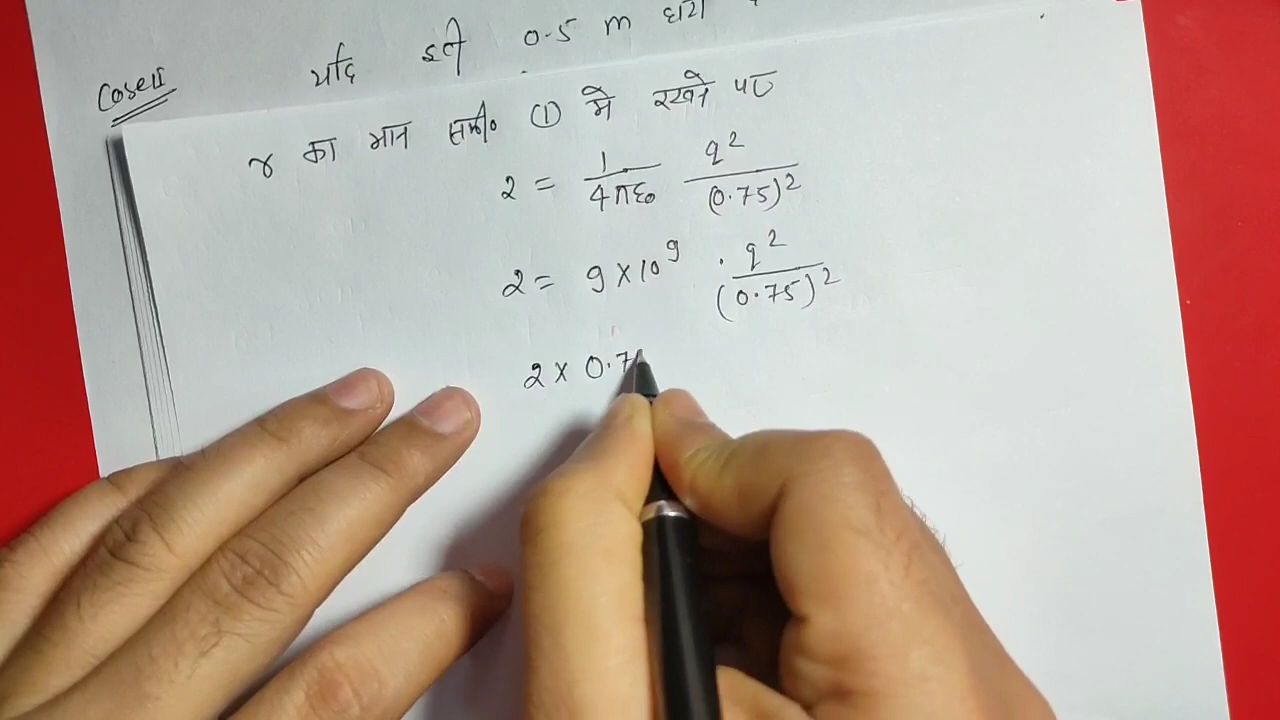 Case II यदि दूरी 0.5 m
r का मान समी० ① मे रखने पर
2 = 1/4πε₀ q²/(0.75)²
2 = 9×10⁹ . q²/(0.75)²
2 × 0.7